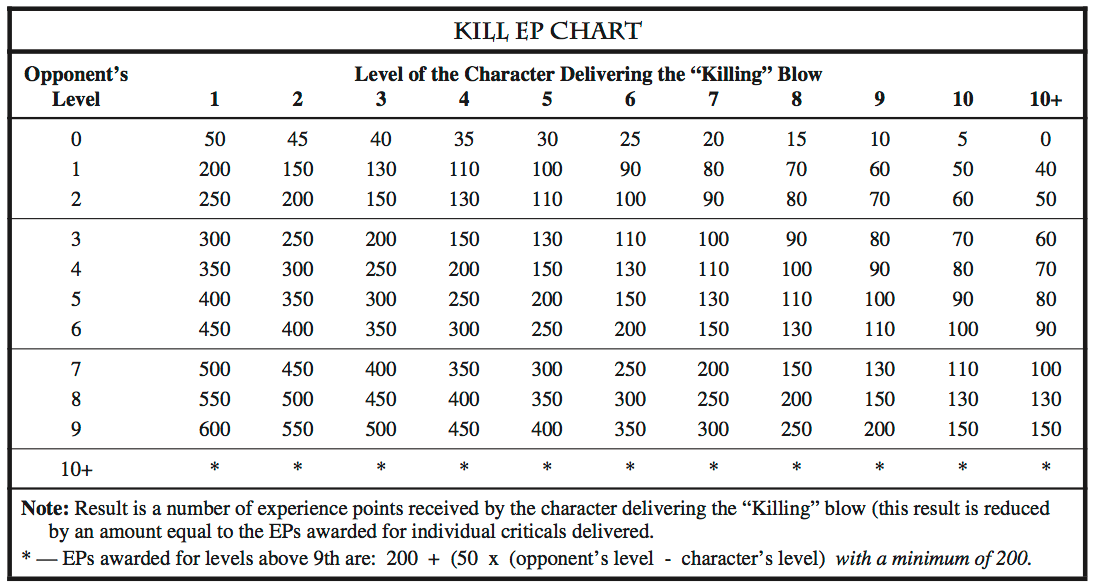 KILL EP CHART
Opponent's Level of the Character Delivering the “Killing” Blow
Level 1 2 3 4 5 6 7 8 9 10 10+
0 50 45 40 35 30 25 20 15 10 5 0
1 200 150 130 110 100 90 80 70 60 50 40
2 250 200 150 130 110 100 90 80 70 60 50
3 300 250 200 150 130 110 100 90 80 70 60
4 350 300 250 200 150 130 110 100 90 80 70
5 400 350 300 250 200 150 130 110 100 90 80
6 450 400 350 300 250 200 150 130 110 100 90
7 500 450 400 350 300 250 200 150 130 110 100
8 550 500 450 400 350 300 250 200 150 130 130
9 600 550 500 450 400 350 300 250 200 150 150
10+ * * * * * * * * * * *
Note: Result is a number of experience points received by the character delivering the “Killing” blow (this result is reduced
by an amount equal to the EPs awarded for individual criticals delivered.
* — EPs awarded for levels above 9th are: 200 + (50 x (opponent's level - character's level) with a minimum of 200.